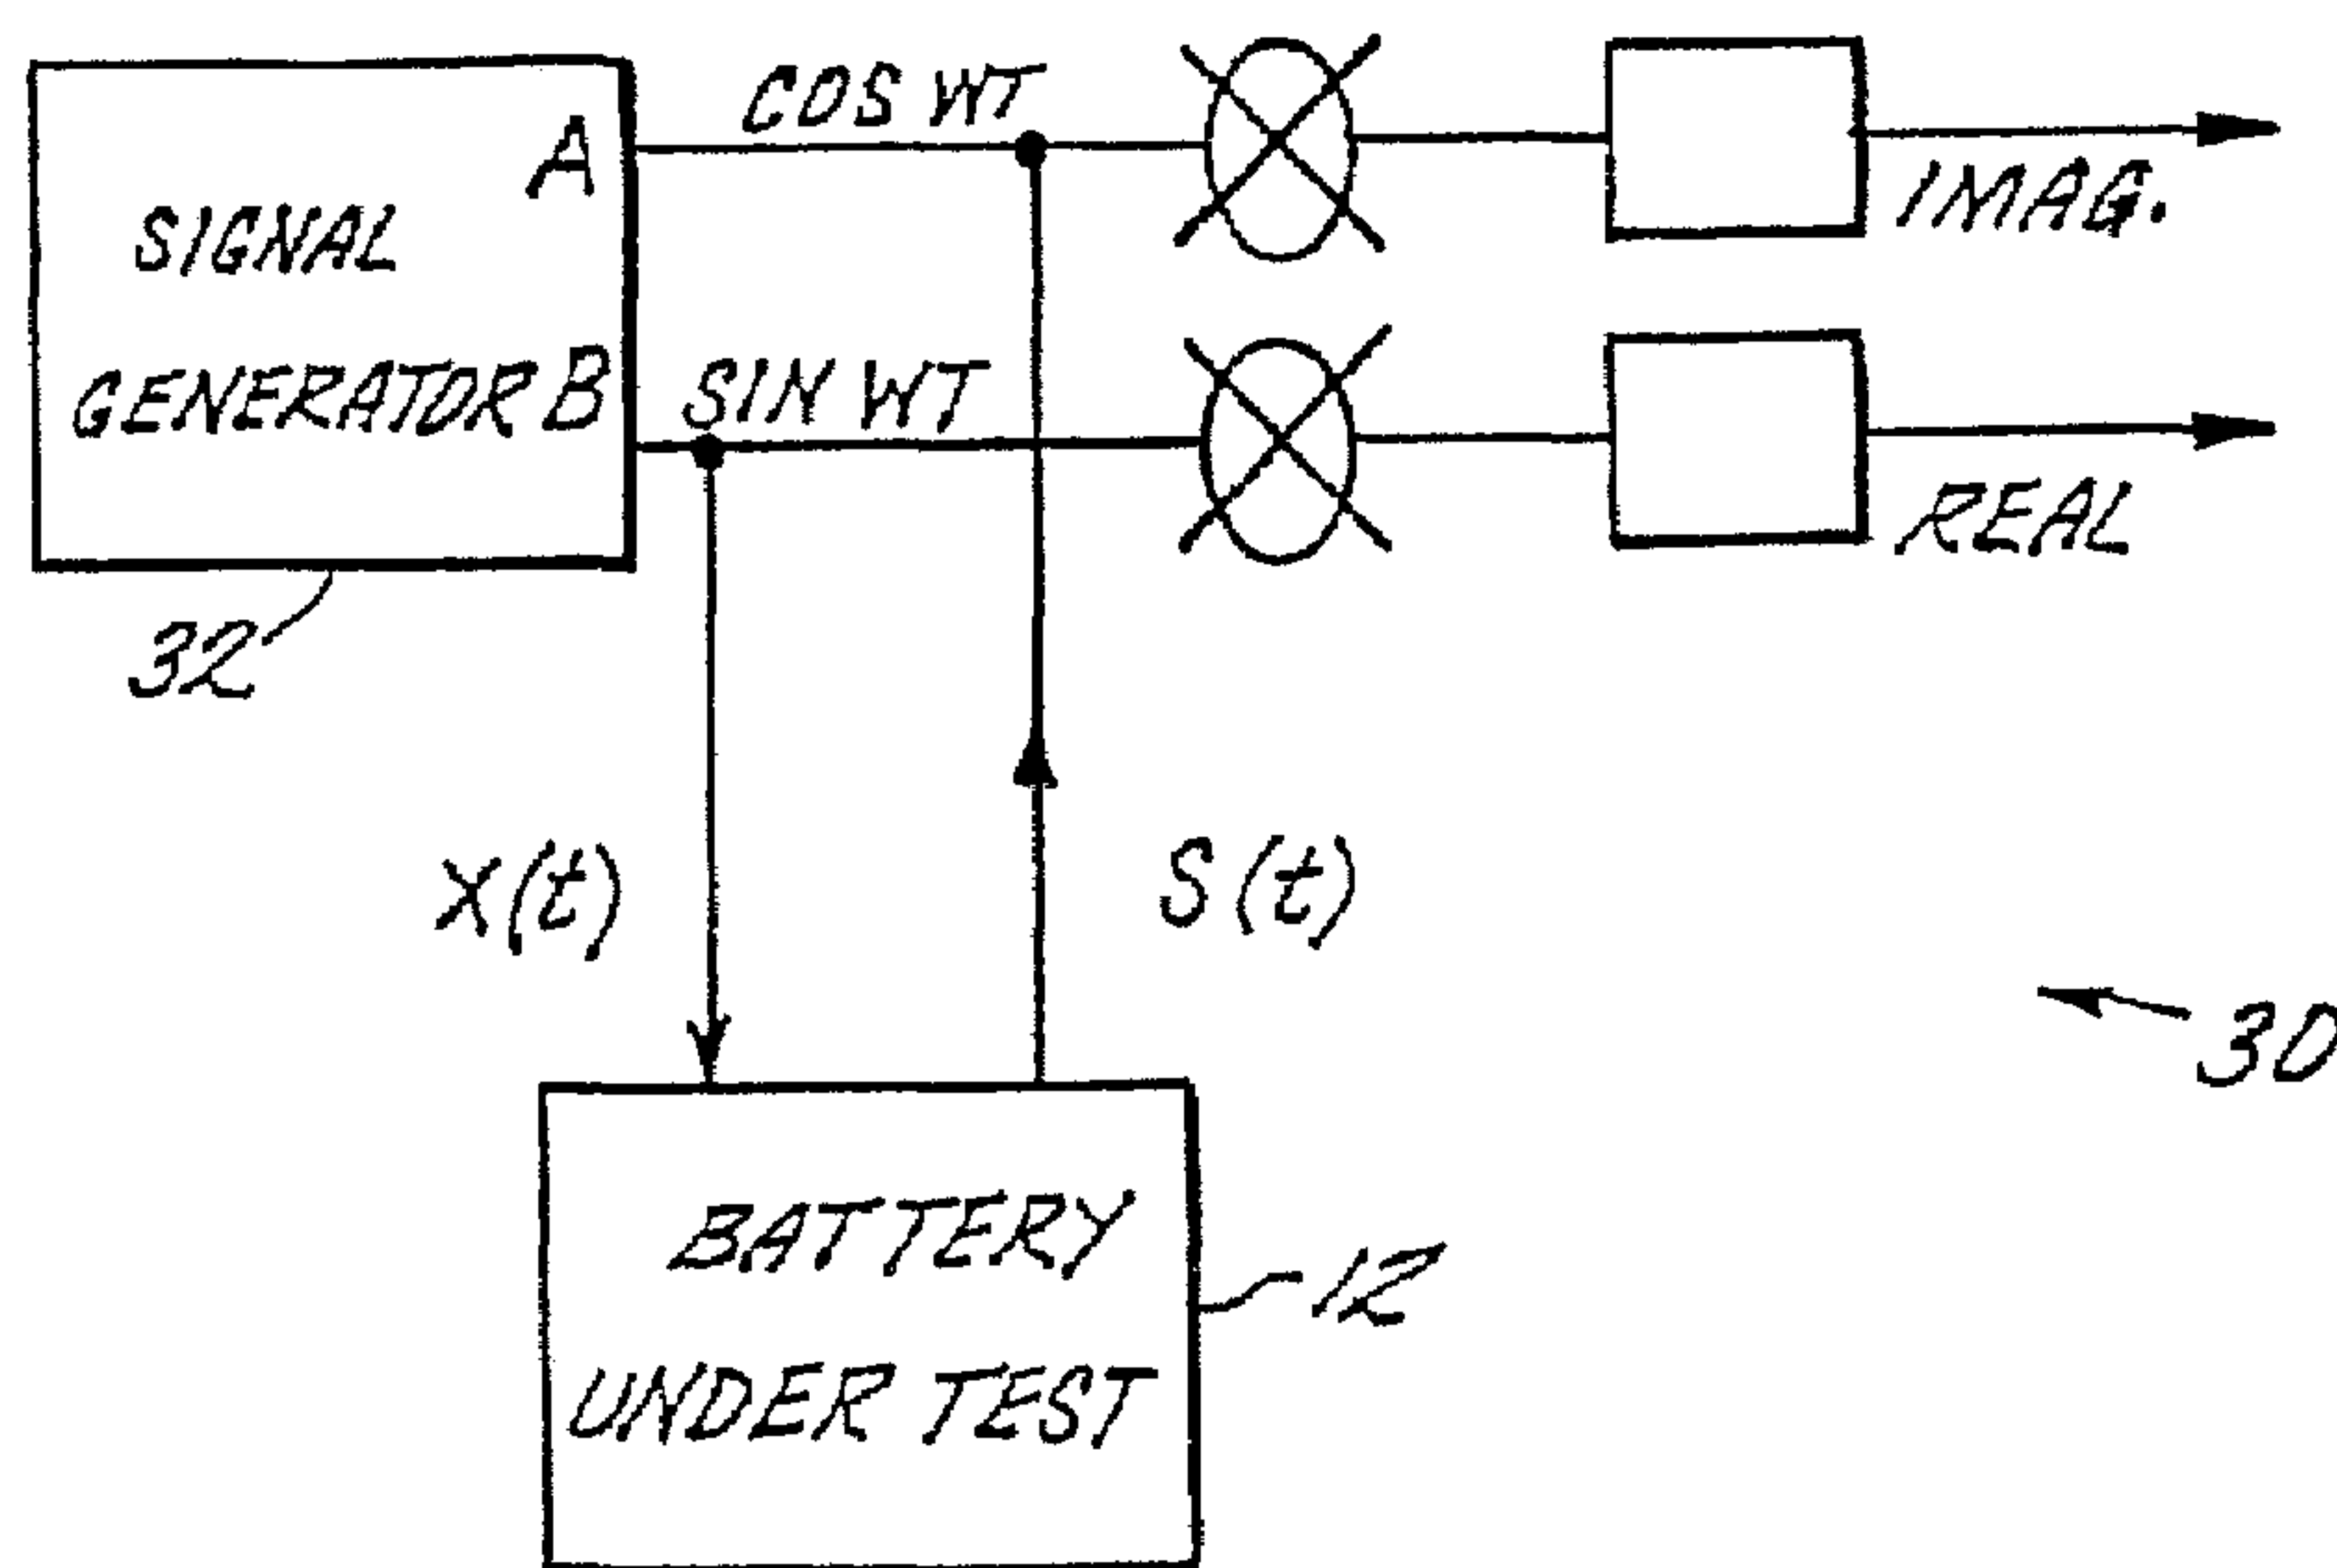 COS WT
A
SIGNAL
GENERATOR B
SIN WT
IMAG.
REAL
32
X(t)
S(t)
30
BATTERY
UNDER TEST
12